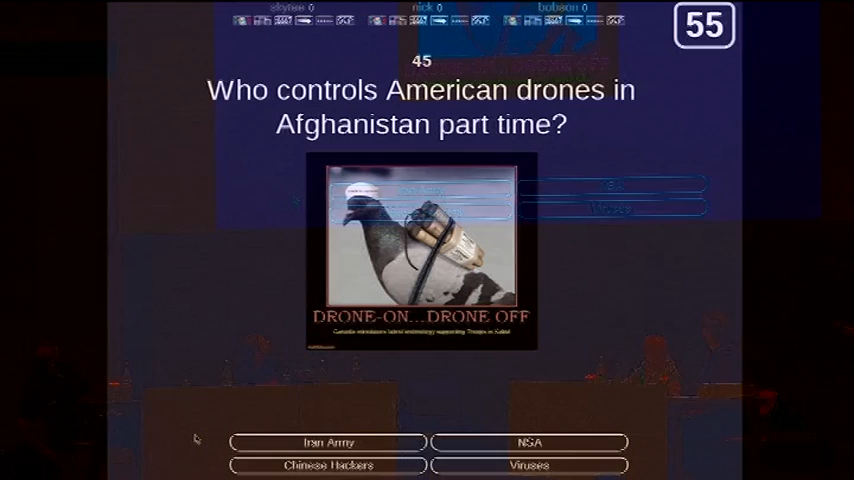 skytee 0 nick 0 bobson 0
55
45
Who controls American drones in
Afghanistan part time?
DRONE-ON...DRONE OFF
Iran Army NSA
Chinese Hackers Viruses